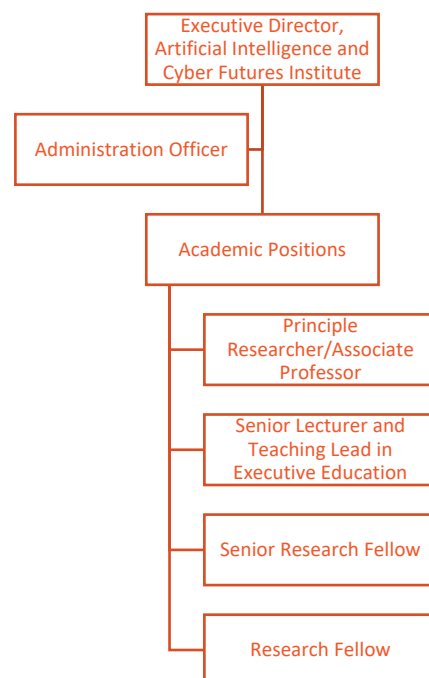 Executive Director,
Artificial Intelligence and
Cyber Futures Institute
Administration Officer
Academic Positions
Principle
Researcher/Associate
Professor
Senior Lecturer and
Teaching Lead in
Executive Education
Senior Research Fellow
Research Fellow